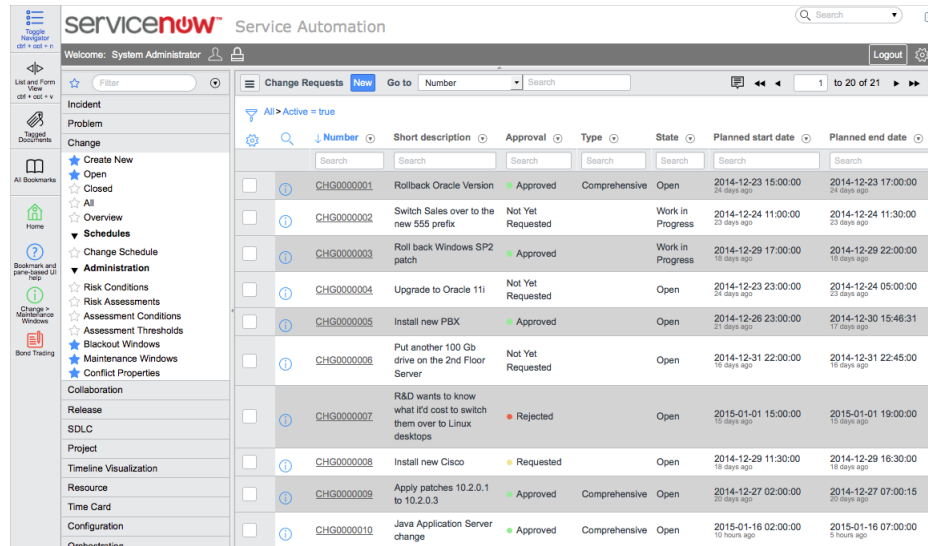 Toggle
Navigator
ctrl + opt + n
servicenow™ Service Automation
Search
Welcome: System Administrator
Logout
List and Form
View
ctrl + opt + v
Tagged
Documents
All Bookmarks
Home
Bookmark and
pane-based UI
help
Change >
Maintenance
Windows
Bond Trading
Filter
Incident
Problem
Change
Create New
Open
Closed
All
Overview
Schedules
Change Schedule
Administration
Risk Conditions
Risk Assessments
Assessment Conditions
Assessment Thresholds
Blackout Windows
Maintenance Windows
Conflict Properties
Collaboration
Release
SDLC
Project
Timeline Visualization
Resource
Time Card
Configuration
Orchestration
Change Requests New Go to Number Search 1 to 20 of 21
All > Active = true
Number Short description Approval Type State Planned start date Planned end date
Search Search Search Search Search Search Search
CHG0000001 Rollback Oracle Version Approved Comprehensive Open 2014-12-23 15:00:00 2014-12-23 17:00:00
24 days ago 24 days ago
CHG0000002 Switch Sales over to the Not Yet Work in 2014-12-24 11:00:00 2014-12-24 11:30:00
new 555 prefix Requested Progress 23 days ago 23 days ago
CHG0000003 Roll back Windows SP2 Approved Work in 2014-12-29 17:00:00 2014-12-29 22:00:00
patch Progress 18 days ago 18 days ago
CHG0000004 Upgrade to Oracle 11i Not Yet Open 2014-12-23 23:00:00 2014-12-24 05:00:00
Requested 24 days ago 23 days ago
CHG0000005 Install new PBX Approved Open 2014-12-26 23:00:00 2014-12-30 15:46:31
21 days ago 17 days ago
CHG0000006 Put another 100 Gb Not Yet Open 2014-12-31 22:00:00 2014-12-31 22:45:00
drive on the 2nd Floor Requested 16 days ago 16 days ago
Server
CHG0000007 R&D wants to know Rejected Open 2015-01-01 15:00:00 2015-01-01 19:00:00
what it'd cost to switch 15 days ago 15 days ago
them over to Linux
desktops
CHG0000008 Install new Cisco Requested Open 2014-12-29 11:30:00 2014-12-29 16:30:00
18 days ago 18 days ago
CHG0000009 Apply patches 10.2.0.1 Approved Comprehensive Open 2014-12-27 02:00:00 2014-12-27 07:00:15
to 10.2.0.3 20 days ago 20 days ago
CHG0000010 Java Application Server Approved Comprehensive Open 2015-01-16 02:00:00 2015-01-16 07:00:00
change 10 hours ago 5 hours ago